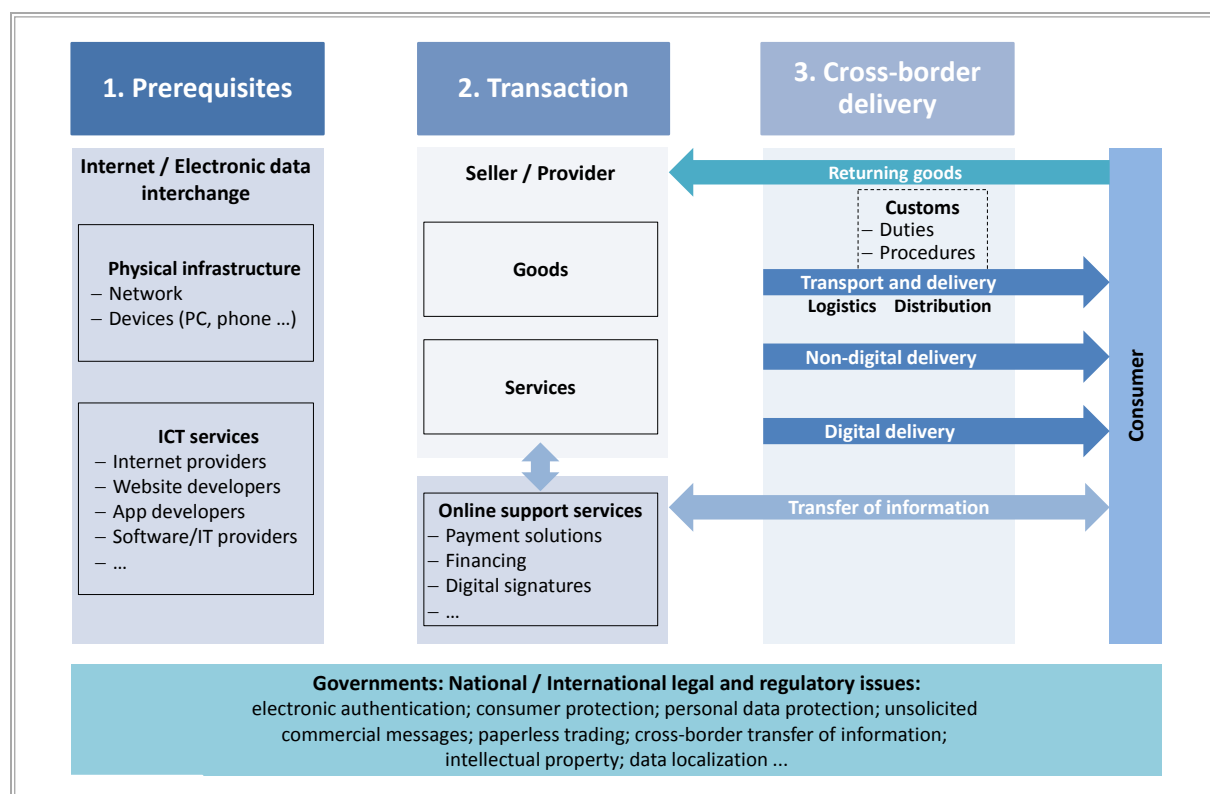 1. Prerequisites
2. Transaction
3. Cross-border
delivery
Internet / Electronic data
interchange
Physical infrastructure
– Network
– Devices (PC, phone …)
ICT services
– Internet providers
– Website developers
– App developers
– Software/IT providers
– …
Seller / Provider
Goods
Services
Online support services
– Payment solutions
– Financing
– Digital signatures
– …
Returning goods
Customs
– Duties
– Procedures
Transport and delivery
Logistics Distribution
Non-digital delivery
Digital delivery
Transfer of information
Consumer
Governments: National / International legal and regulatory issues:
electronic authentication; consumer protection; personal data protection; unsolicited
commercial messages; paperless trading; cross-border transfer of information;
intellectual property; data localization ...